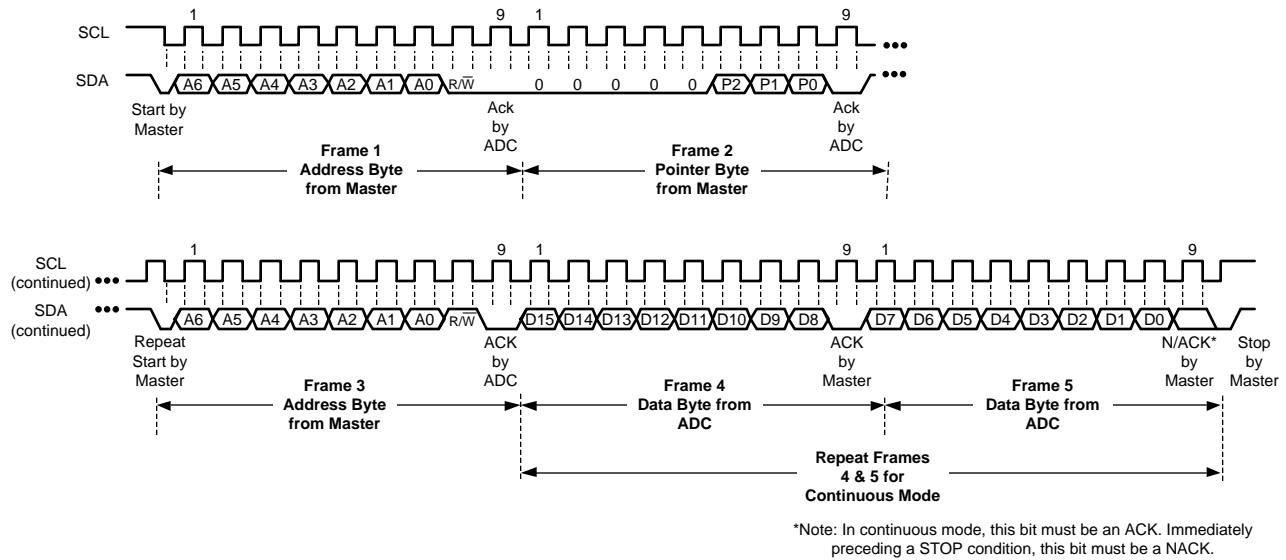 1 9 1 9
SCL
•••
SDA A6 A5 A4 A3 A2 A1 A0 R/W̅ 0 0 0 0 0 P2 P1 P0 •••
Start by
Master
Ack
by
ADC
Ack
by
ADC
Frame 1
Address Byte
from Master
Frame 2
Pointer Byte
from Master
1 9 1 9 1 9
SCL
(continued) •••
SDA
(continued) ••• A6 A5 A4 A3 A2 A1 A0 R/W̅ D15 D14 D13 D12 D11 D10 D9 D8 D7 D6 D5 D4 D3 D2 D1 D0
Repeat
Start by
Master
ACK
by
ADC
ACK
by
Master
N/ACK*
by
Master
Stop
by
Master
Frame 3
Address Byte
from Master
Frame 4
Data Byte from
ADC
Frame 5
Data Byte from
ADC
Repeat Frames
4 & 5 for
Continuous Mode
*Note: In continuous mode, this bit must be an ACK. Immediately
preceding a STOP condition, this bit must be a NACK.